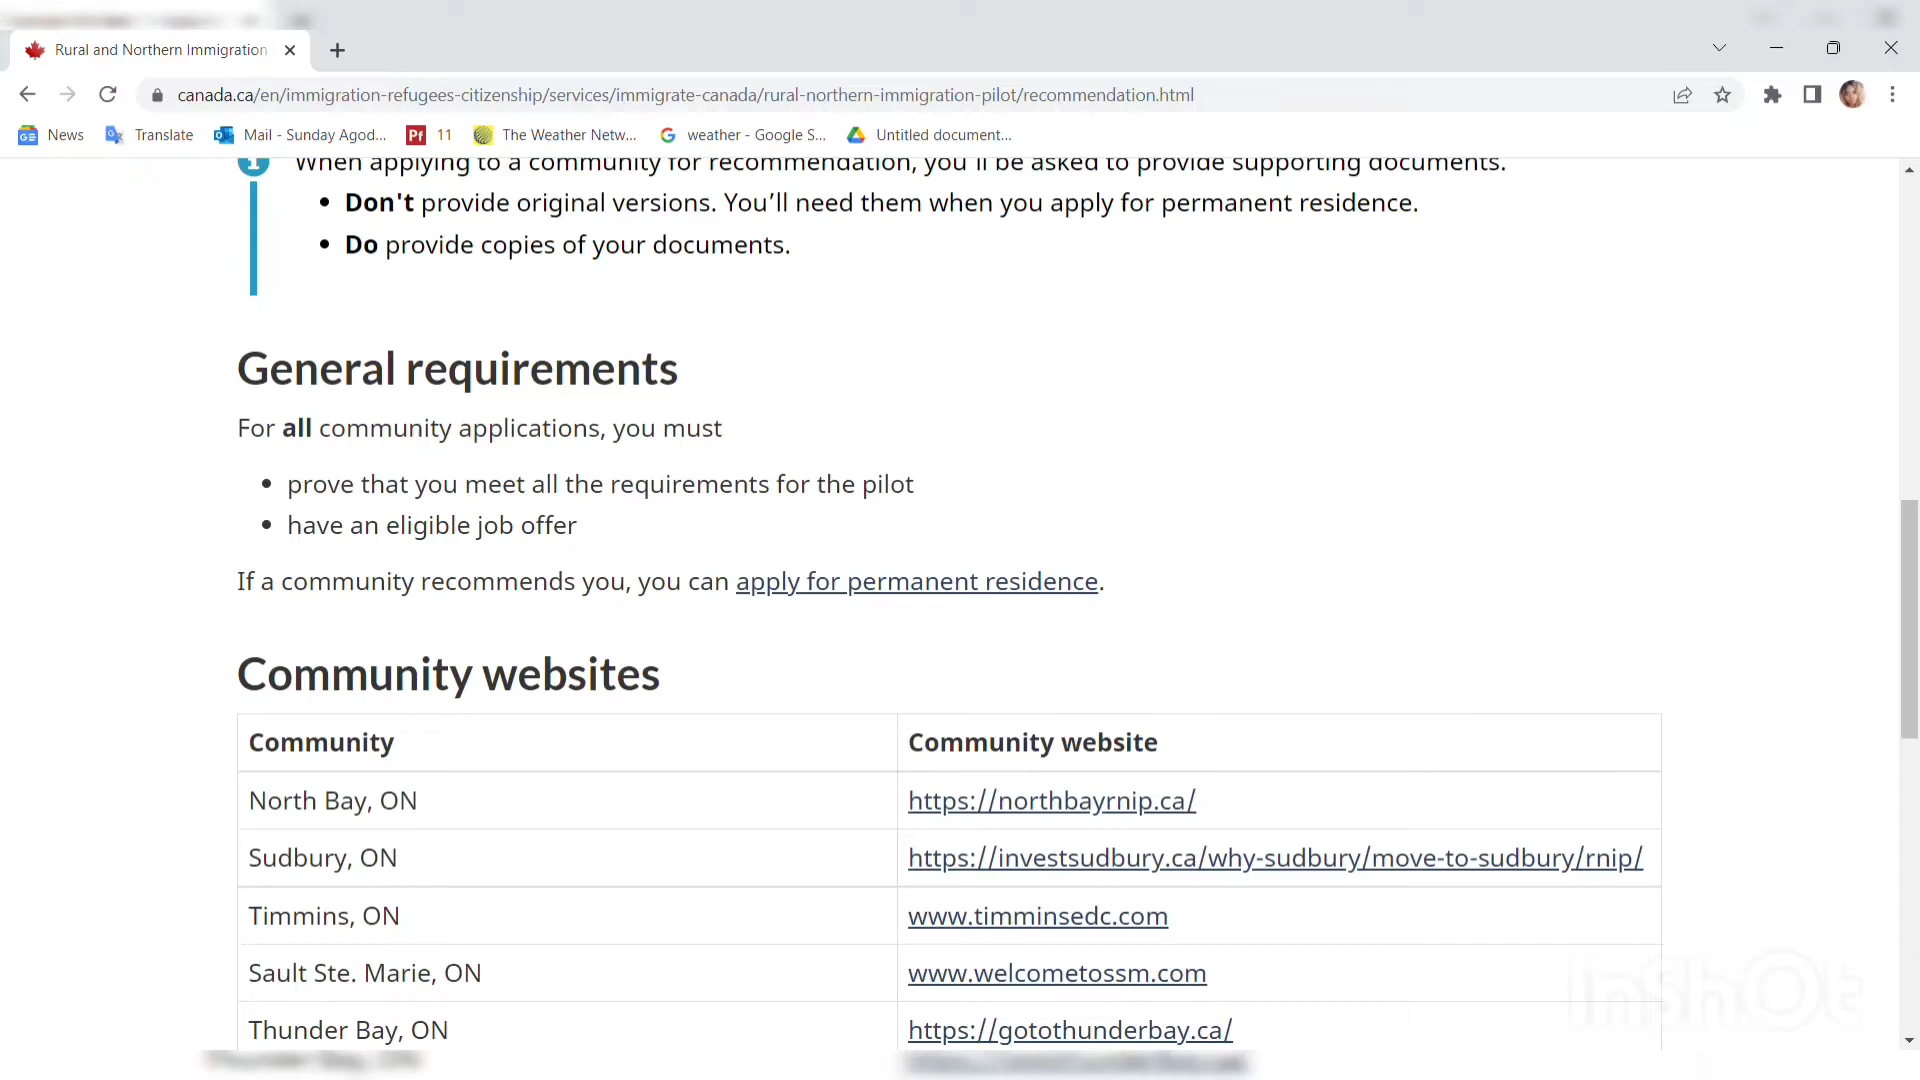 Rural and Northern Immigration
canada.ca/en/immigration-refugees-citizenship/services/immigrate-canada/rural-northern-immigration-pilot/recommendation.html
News Translate Mail - Sunday Agod... Pf 11 The Weather Netw... weather - Google S... Untitled document...
When applying to a community for recommendation, you'll be asked to provide supporting documents.
• Don't provide original versions. You’ll need them when you apply for permanent residence.
• Do provide copies of your documents.
General requirements
For all community applications, you must
• prove that you meet all the requirements for the pilot
• have an eligible job offer
If a community recommends you, you can apply for permanent residence.
Community websites
Community Community website
North Bay, ON https://northbayrnip.ca/
Sudbury, ON https://investsudbury.ca/why-sudbury/move-to-sudbury/rnip/
Timmins, ON www.timminsedc.com
Sault Ste. Marie, ON www.welcometossm.com
InShOt
Thunder Bay, ON https://gotothunderbay.ca/